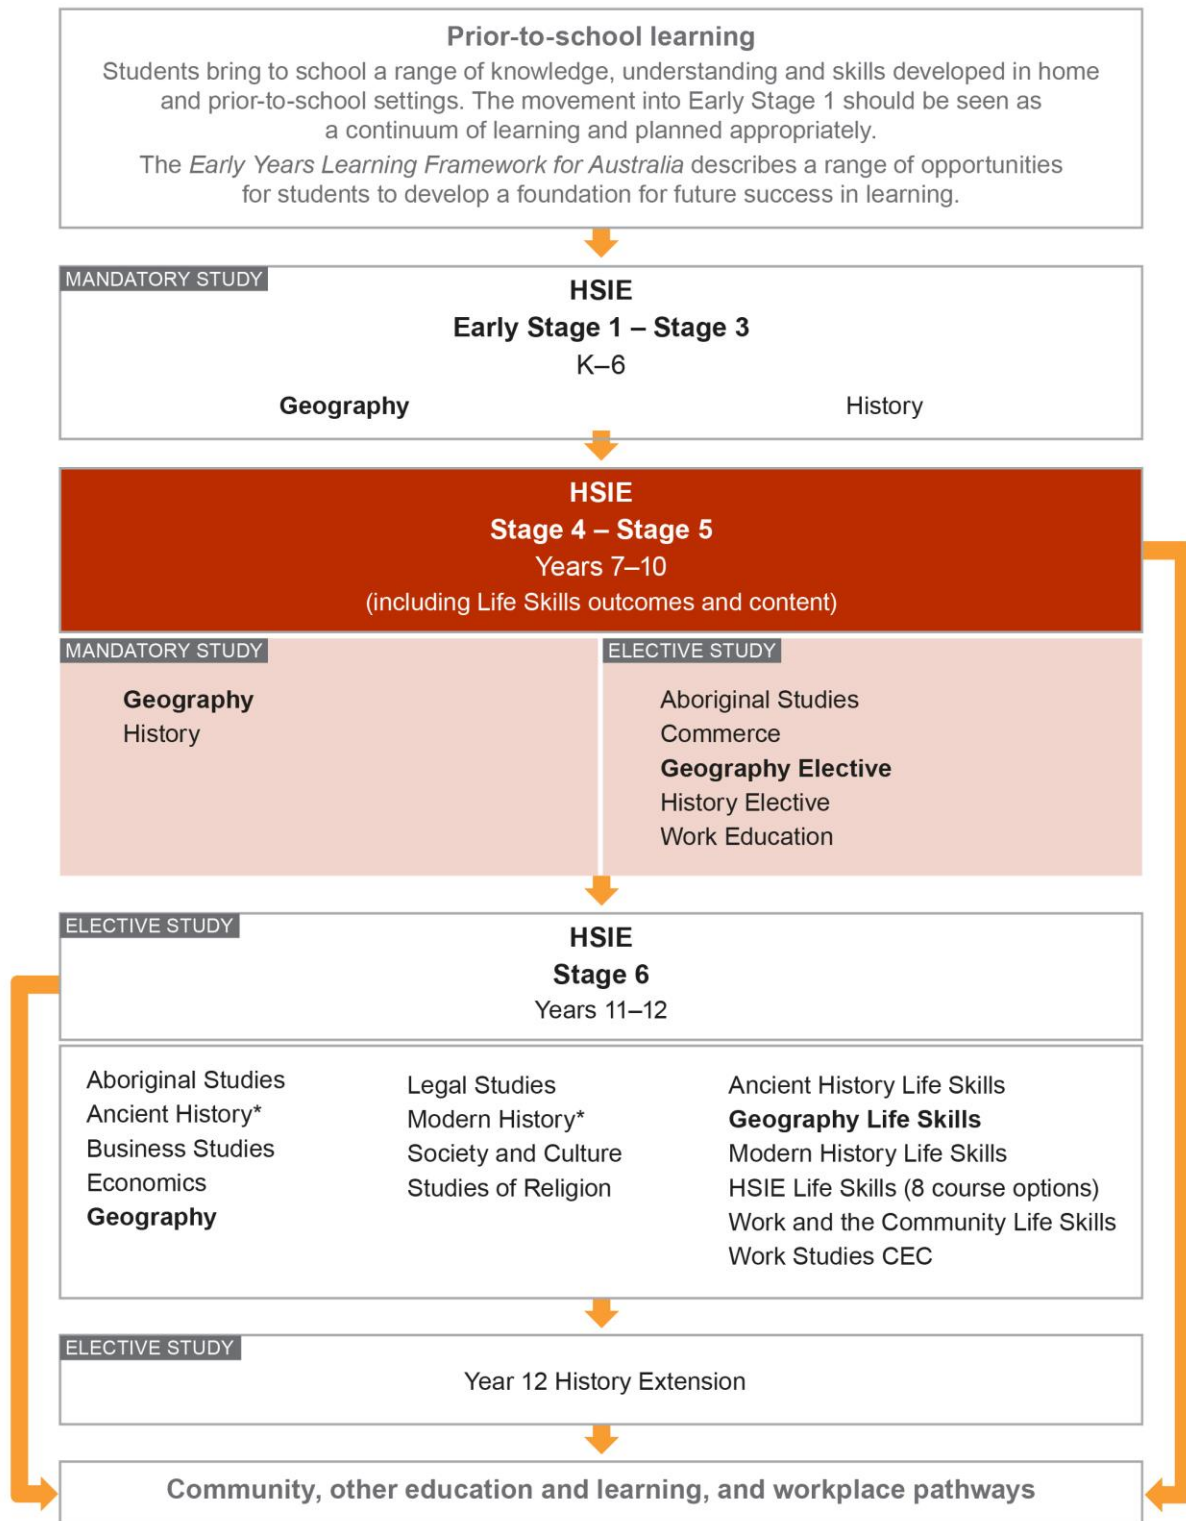 Prior-to-school learning
Students bring to school a range of knowledge, understanding and skills developed in home
and prior-to-school settings. The movement into Early Stage 1 should be seen as
a continuum of learning and planned appropriately.
The Early Years Learning Framework for Australia describes a range of opportunities
for students to develop a foundation for future success in learning.
MANDATORY STUDY
HSIE
Early Stage 1 – Stage 3
K–6
Geography
History
HSIE
Stage 4 – Stage 5
Years 7–10
(including Life Skills outcomes and content)
MANDATORY STUDY
Geography
History
ELECTIVE STUDY
Aboriginal Studies
Commerce
Geography Elective
History Elective
Work Education
ELECTIVE STUDY
HSIE
Stage 6
Years 11–12
Aboriginal Studies
Ancient History*
Business Studies
Economics
Geography
Legal Studies
Modern History*
Society and Culture
Studies of Religion
Ancient History Life Skills
Geography Life Skills
Modern History Life Skills
HSIE Life Skills (8 course options)
Work and the Community Life Skills
Work Studies CEC
ELECTIVE STUDY
Year 12 History Extension
Community, other education and learning, and workplace pathways